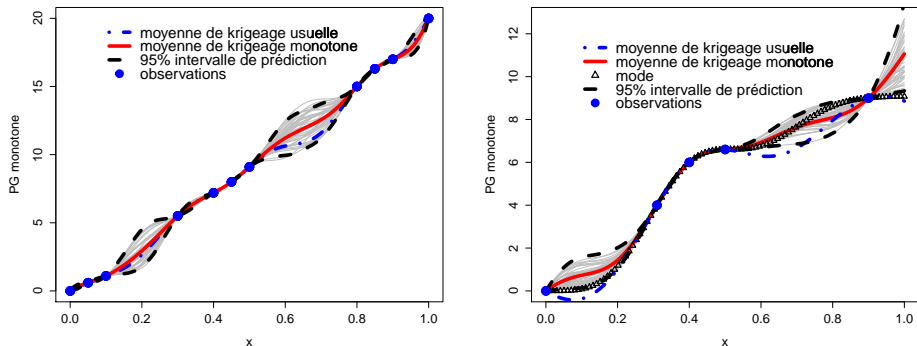 moyenne de krigeage usuelle
moyenne de krigeage monotone
95% intervalle de prédiction
observations
PG monotone
0
5
10
15
20
0.0
0.2
0.4
0.6
0.8
1.0
x
moyenne de krigeage usuelle
moyenne de krigeage monotone
mode
95% intervalle de prédiction
observations
PG monotone
0
2
4
6
8
10
12
0.0
0.2
0.4
0.6
0.8
1.0
x